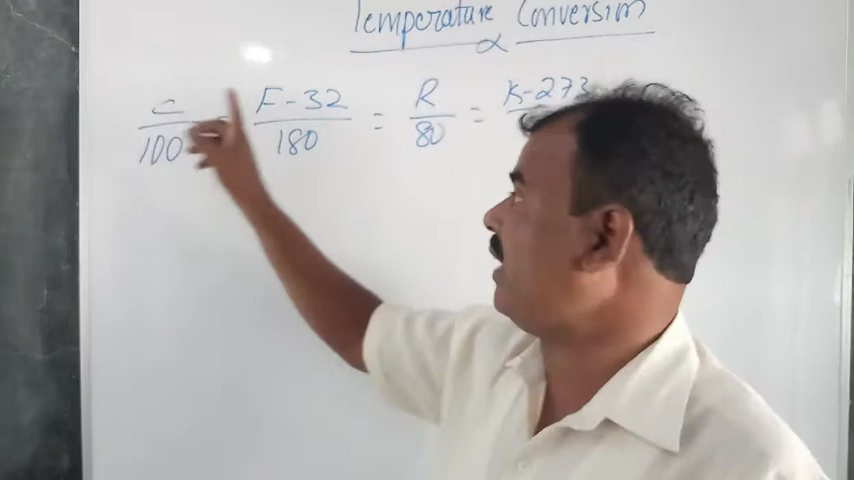 Temperature Conversion
C/100 = F-32/180 = R/80 = K-273